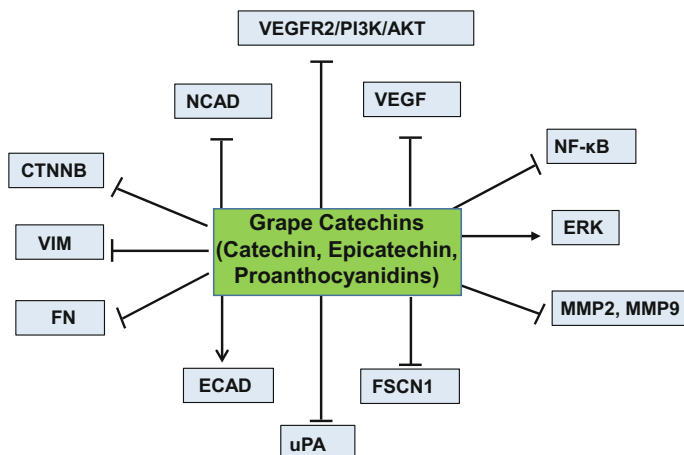 VEGFR2/PI3K/AKT
NCAD
VEGF
NF-κB
CTNNB
Grape Catechins
(Catechin, Epicatechin,
Proanthocyanidins)
VIM
ERK
FN
MMP2, MMP9
ECAD
FSCN1
uPA